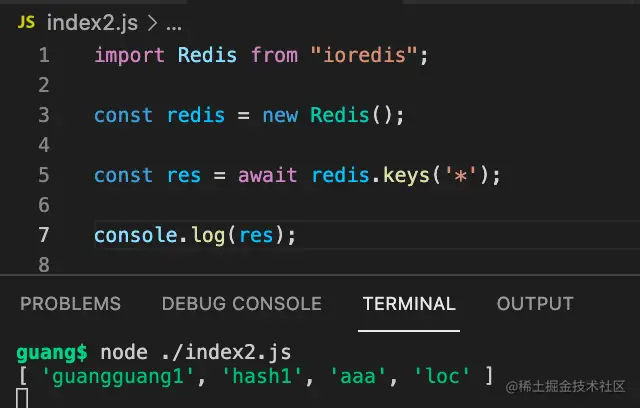 JS index2.js > ...
1 import Redis from "ioredis";
2
3 const redis = new Redis();
4
5 const res = await redis.keys('*');
6
7 console.log(res);
8
PROBLEMS DEBUG CONSOLE TERMINAL OUTPUT
guang$ node ./index2.js
[ 'guangguang1', 'hash1', 'aaa', 'loc' ]
@稀土掘金技术社区